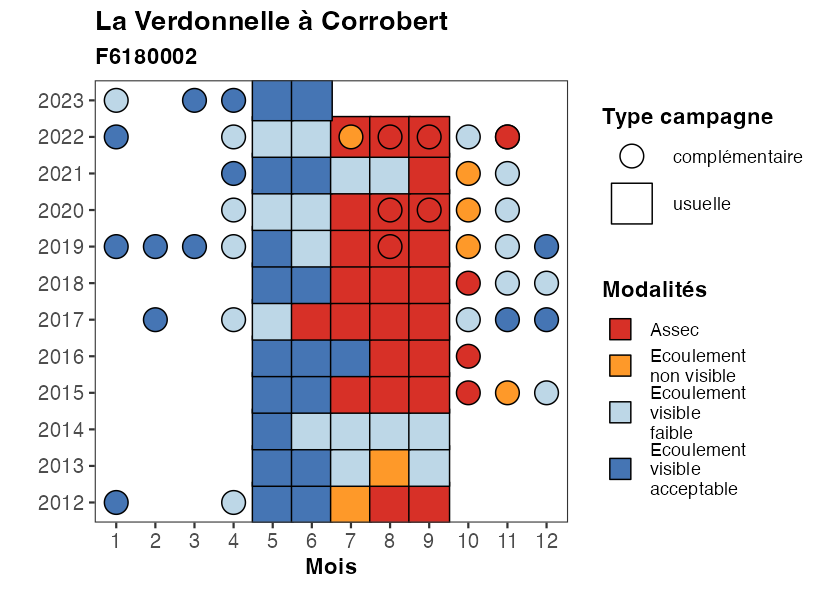 La Verdonnelle à Corrobert
F6180002
2023
2022
2021
2020
2019
2018
2017
2016
2015
2014
2013
2012
1 2 3 4 5 6 7 8 9 10 11 12
Mois
Type campagne
complémentaire
usuelle
Modalités
Assec
Ecoulement
non visible
Ecoulement
visible
faible
Ecoulement
visible
acceptable